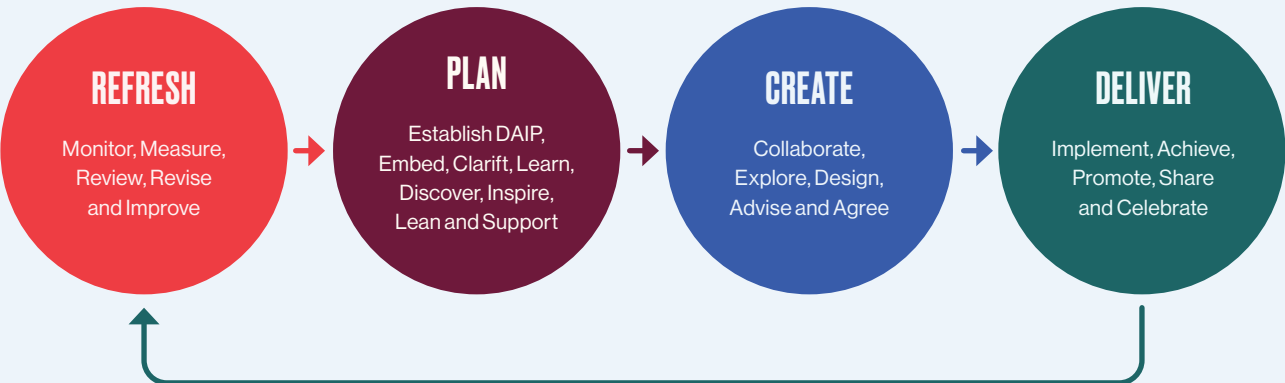 REFRESH
Monitor, Measure,
Review, Revise
and Improve
PLAN
Establish DAIP,
Embed, Clarift, Learn,
Discover, Inspire,
Lean and Support
CREATE
Collaborate,
Explore, Design,
Advise and Agree
DELIVER
Implement, Achieve,
Promote, Share
and Celebrate